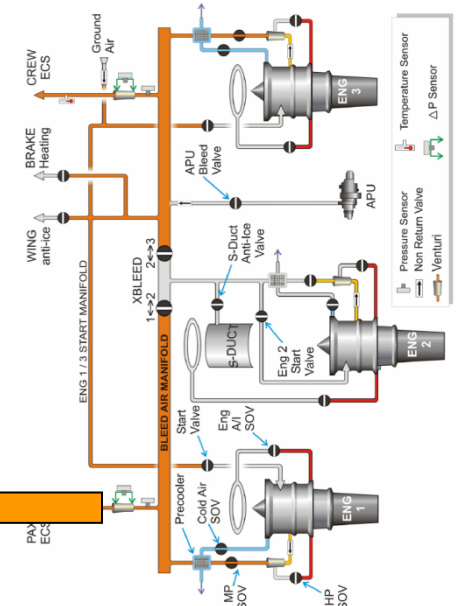 PAX
ECS
WING
anti-ice
BRAKE
Heating
CREW
ECS
Ground
Air
ENG 1 / 3 START MANIFOLD
XBLEED
1↔2
2↔3
BLEED AIR MANIFOLD
Precooler
Cold Air
SOV
Start
Valve
Eng
A/I
SOV
MP
SOV
HP
SOV
S-DUCT
S-Duct
Anti-Ice
Valve
Eng 2
Start
Valve
APU
Bleed
Valve
APU
ENG
1
ENG
2
ENG
3
Pressure Sensor
Non Return Valve
Venturi
Temperature Sensor
Δ P Sensor